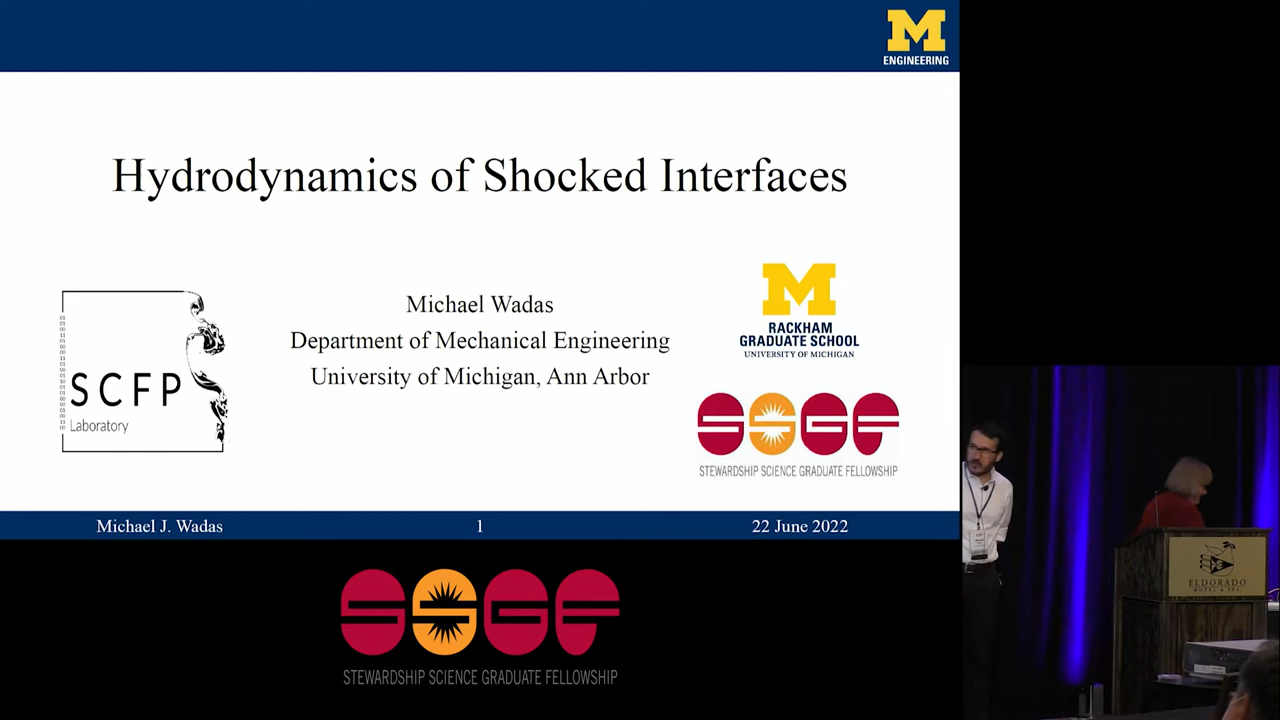 ENGINEERING
Hydrodynamics of Shocked Interfaces
SCFP
Laboratory
Michael Wadas
Department of Mechanical Engineering
University of Michigan, Ann Arbor
RACKHAM
GRADUATE SCHOOL
UNIVERSITY OF MICHIGAN
SSGF
STEWARDSHIP SCIENCE GRADUATE FELLOWSHIP
Michael J. Wadas
1
22 June 2022
SSGF
STEWARDSHIP SCIENCE GRADUATE FELLOWSHIP
ELDORADO
HOTEL & SPA